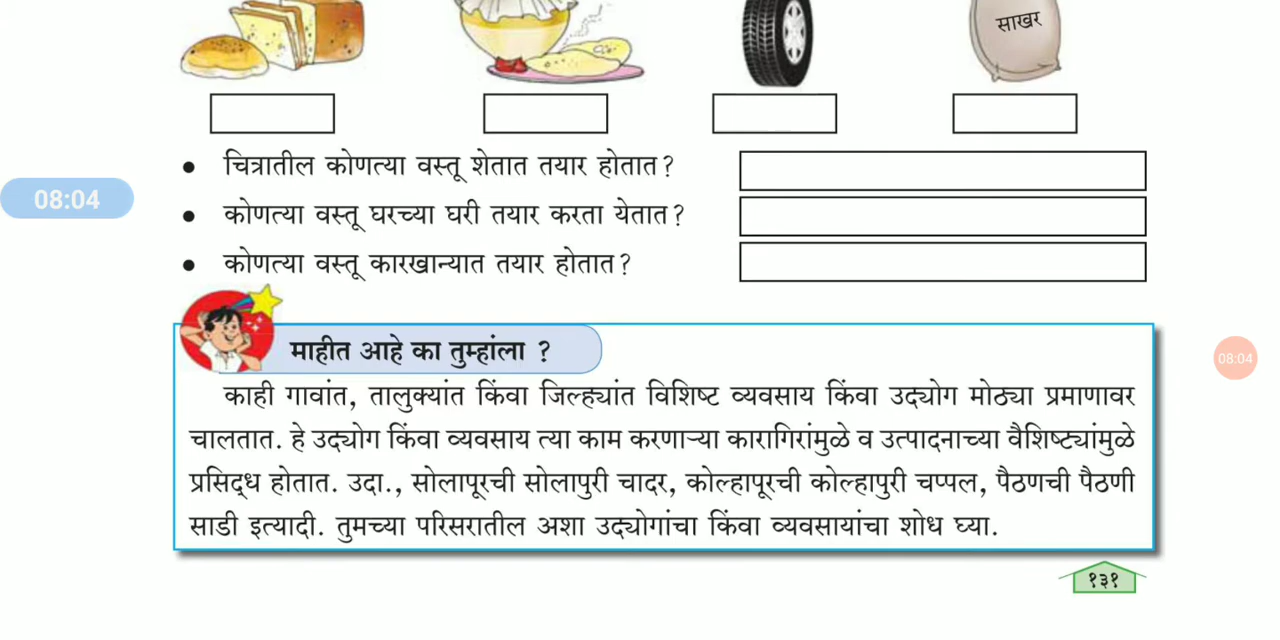 साखर
चित्रातील कोणत्या वस्तू शेतात तयार होतात?
08:04
कोणत्या वस्तू घरच्या घरी तयार करता येतात?
कोणत्या वस्तू कारखान्यात तयार होतात?
माहीत आहे का तुम्हांला ?
08:04
काही गावांत, तालुक्यांत किंवा जिल्ह्यांत विशिष्ट व्यवसाय किंवा उद्योग मोठ्या प्रमाणावर
चालतात. हे उद्योग किंवा व्यवसाय त्या काम करणाऱ्या कारागिरांमुळे व उत्पादनाच्या वैशिष्ट्यांमुळे
प्रसिद्ध होतात. उदा., सोलापूरची सोलापुरी चादर, कोल्हापूरची कोल्हापुरी चप्पल, पैठणची पैठणी
साडी इत्यादी. तुमच्या परिसरातील अशा उद्योगांचा किंवा व्यवसायांचा शोध घ्या.
१३१